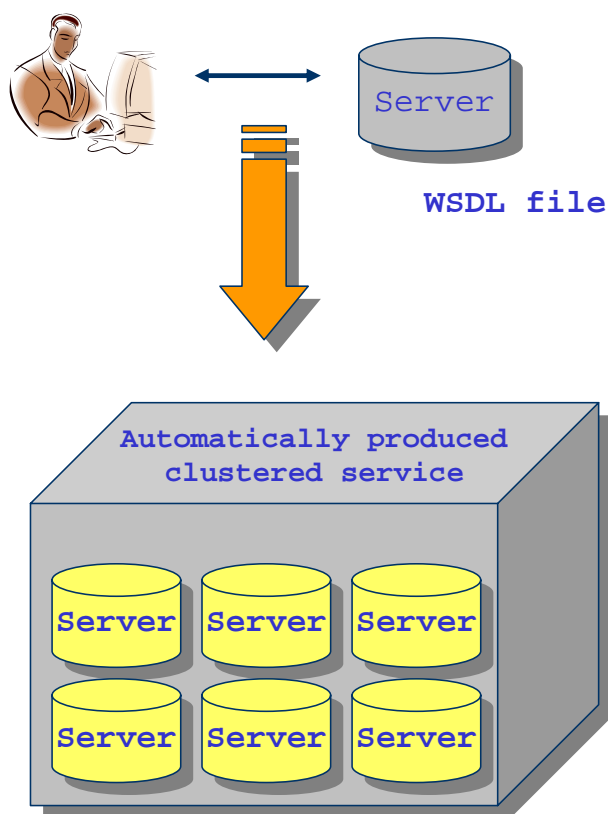 Server
WSDL file
Automatically produced
clustered service
Server Server Server
Server Server Server